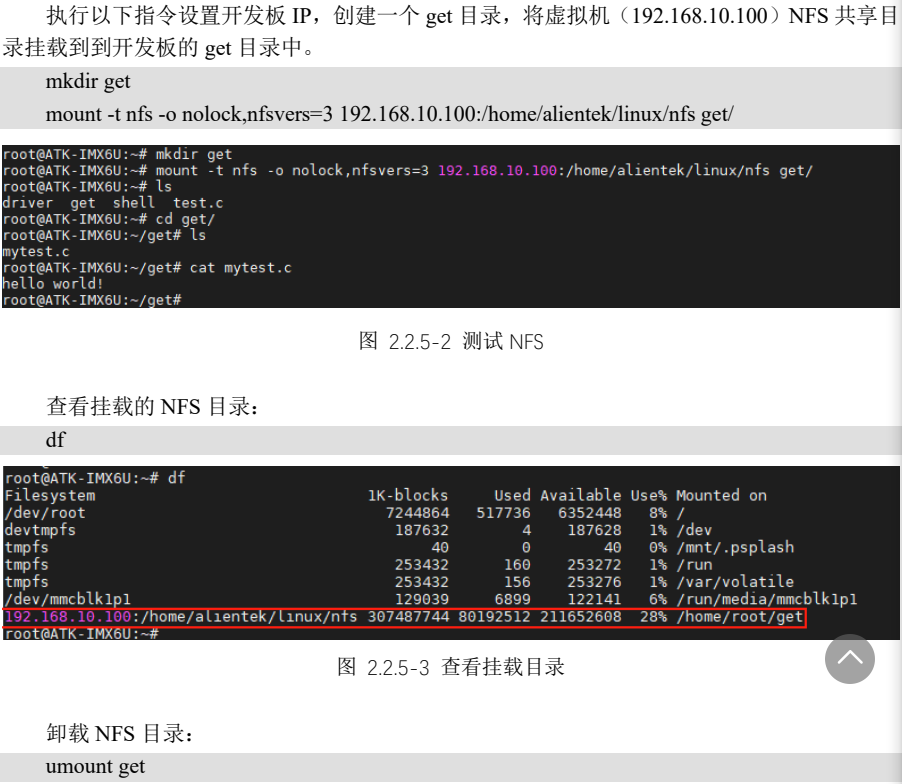 执行以下指令设置开发板 IP，创建一个 get 目录，将虚拟机（192.168.10.100）NFS 共享目
录挂载到到开发板的 get 目录中。
mkdir get
mount -t nfs -o nolock,nfsvers=3 192.168.10.100:/home/alientek/linux/nfs get/
root@ATK-IMX6U:~# mkdir get
root@ATK-IMX6U:~# mount -t nfs -o nolock,nfsvers=3 192.168.10.100:/home/alientek/linux/nfs get/
root@ATK-IMX6U:~# ls
driver  get  shell  test.c
root@ATK-IMX6U:~# cd get/
root@ATK-IMX6U:~/get# ls
mytest.c
root@ATK-IMX6U:~/get# cat mytest.c
hello world!
root@ATK-IMX6U:~/get#
图 2.2.5-2 测试 NFS
查看挂载的 NFS 目录：
df
root@ATK-IMX6U:~# df
Filesystem 1K-blocks Used Available Use% Mounted on
/dev/root 7244864 517736 6352448 8% /
devtmpfs 187632 4 187628 1% /dev
tmpfs 40 0 40 0% /mnt/.psplash
tmpfs 253432 160 253272 1% /run
tmpfs 253432 156 253276 1% /var/volatile
/dev/mmcblk1p1 129039 6899 122141 6% /run/media/mmcblk1p1
192.168.10.100:/home/alientek/linux/nfs 307487744 80192512 211652608 28% /home/root/get
root@ATK-IMX6U:~#
图 2.2.5-3 查看挂载目录
卸载 NFS 目录：
umount get